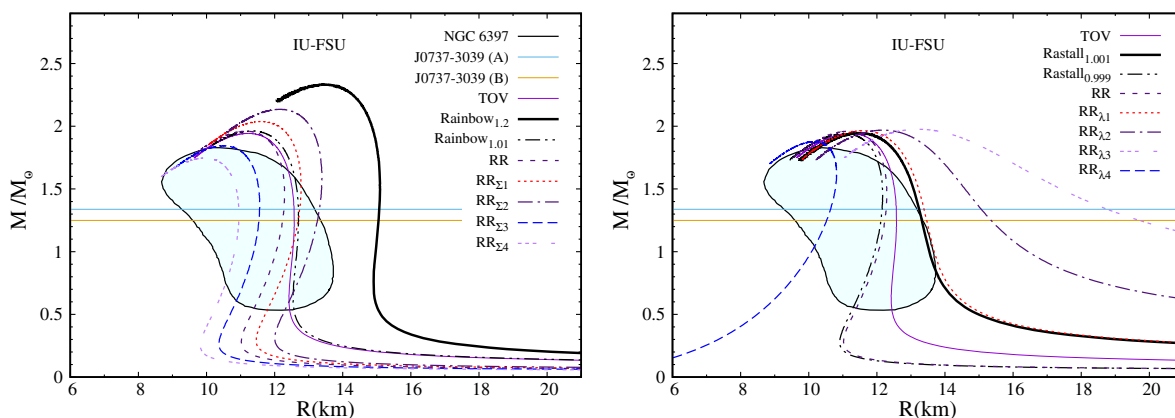 IU-FSU
NGC 6397
J0737-3039 (A)
J0737-3039 (B)
TOV
Rainbow1.2
Rainbow1.01
RR
RRΣ1
RRΣ2
RRΣ3
RRΣ4
M /M⊙
2.5
2
1.5
1
0.5
0
6 8 10 12 14 16 18 20
R(km)
IU-FSU
TOV
Rastall1.001
Rastall0.999
RR
RRλ1
RRλ2
RRλ3
RRλ4
M /M⊙
2.5
2
1.5
1
0.5
0
6 8 10 12 14 16 18 20
R(km)